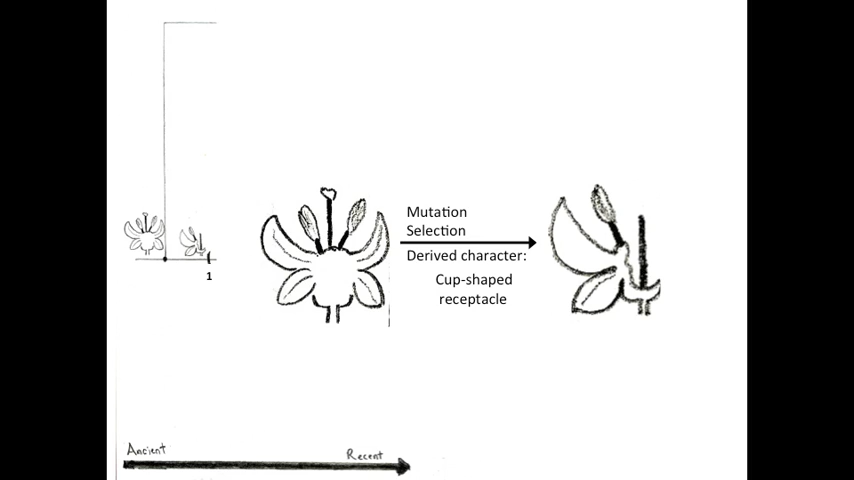 Mutation
Selection
Derived character:
Cup-shaped
receptacle
1
Ancient
Recent